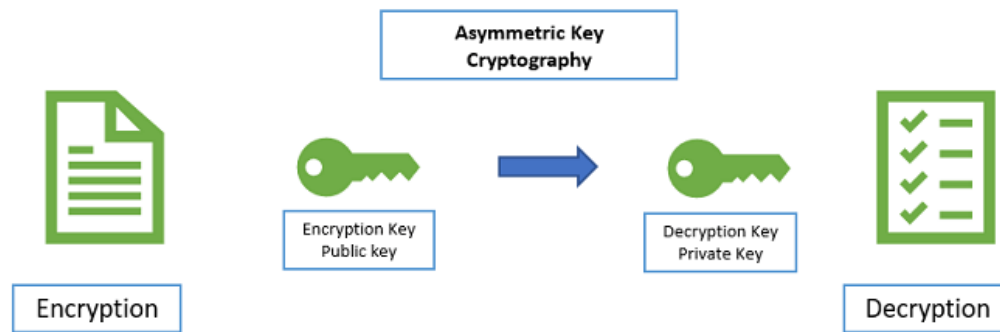 Asymmetric Key
Cryptography
Encryption Key
Public key
Decryption Key
Private Key
Encryption
Decryption